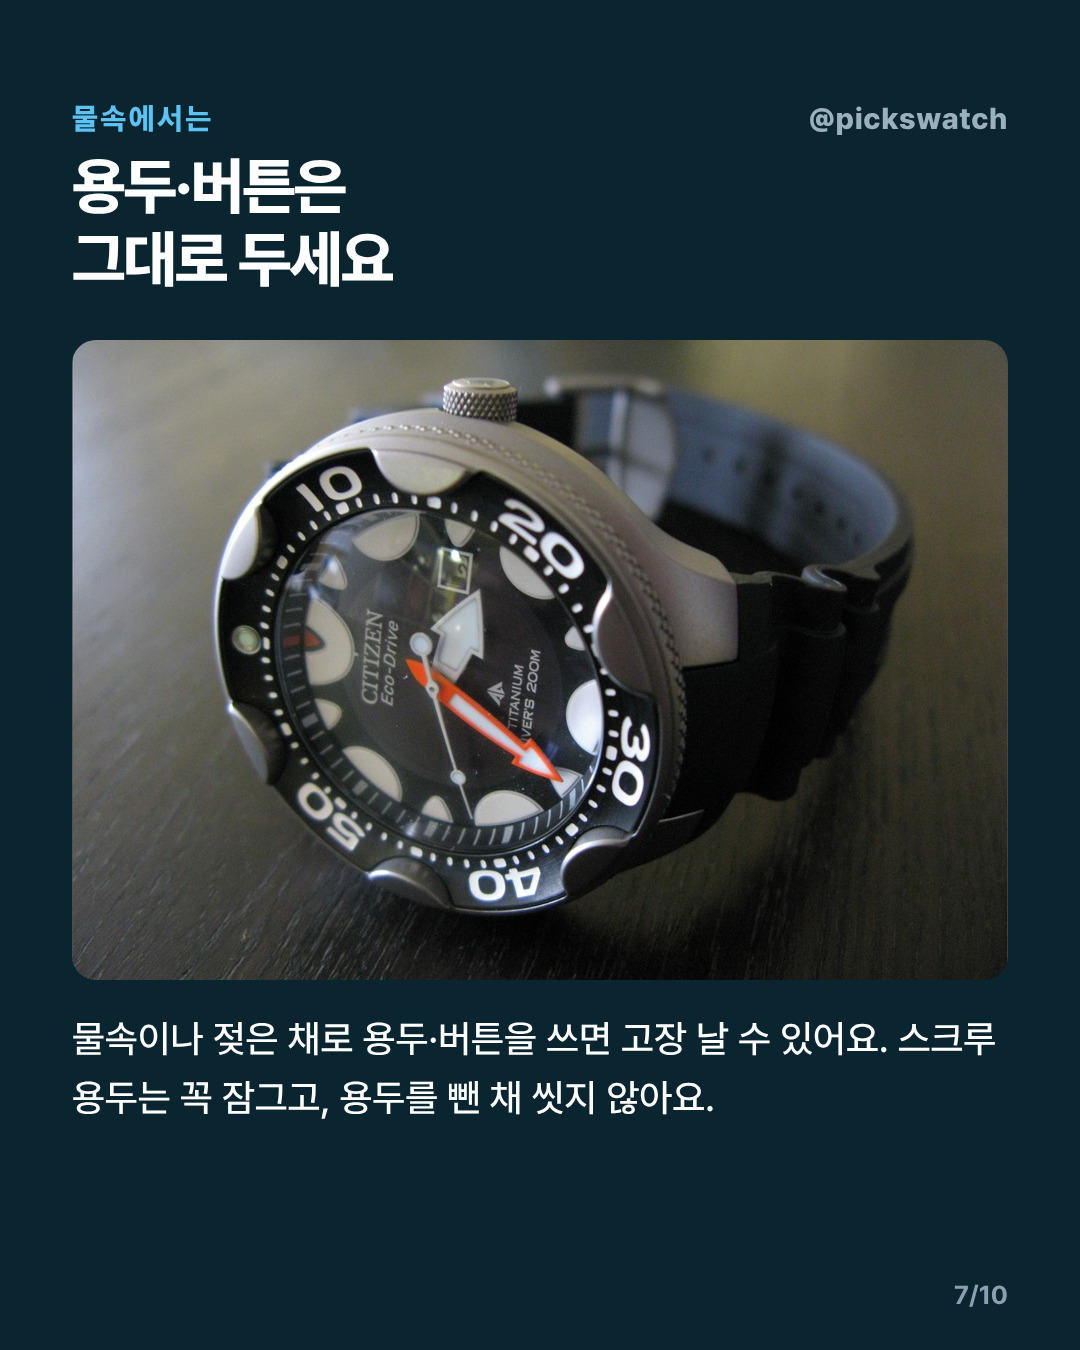 물속에서는
@pickswatch
용두·버튼은
그대로 두세요
10
20
30
40
50
CITIZEN
Eco-Drive
TITANIUM
DIVER'S 200M
물속이나 젖은 채로 용두·버튼을 쓰면 고장 날 수 있어요. 스크루
용두는 꼭 잠그고, 용두를 뺀 채 씻지 않아요.
7/10